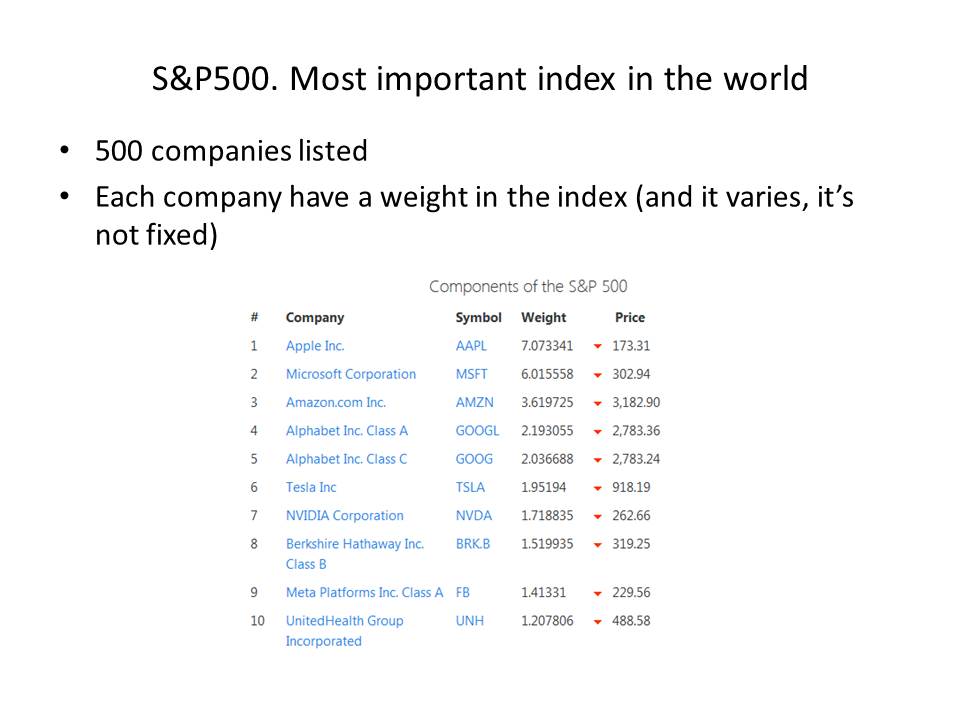 S&P500. Most important index in the world
• 500 companies listed
• Each company have a weight in the index (and it varies, it’s
not fixed)
Components of the S&P 500
# Company Symbol Weight Price
1 Apple Inc. AAPL 7.073341 173.31
2 Microsoft Corporation MSFT 6.015558 302.94
3 Amazon.com Inc. AMZN 3.619725 3,182.90
4 Alphabet Inc. Class A GOOGL 2.193055 2,783.36
5 Alphabet Inc. Class C GOOG 2.036688 2,783.24
6 Tesla Inc TSLA 1.95194 918.19
7 NVIDIA Corporation NVDA 1.718835 262.66
8 Berkshire Hathaway Inc. BRK.B 1.519935 319.25
Class B
9 Meta Platforms Inc. Class A FB 1.41331 229.56
10 UnitedHealth Group UNH 1.207806 488.58
Incorporated